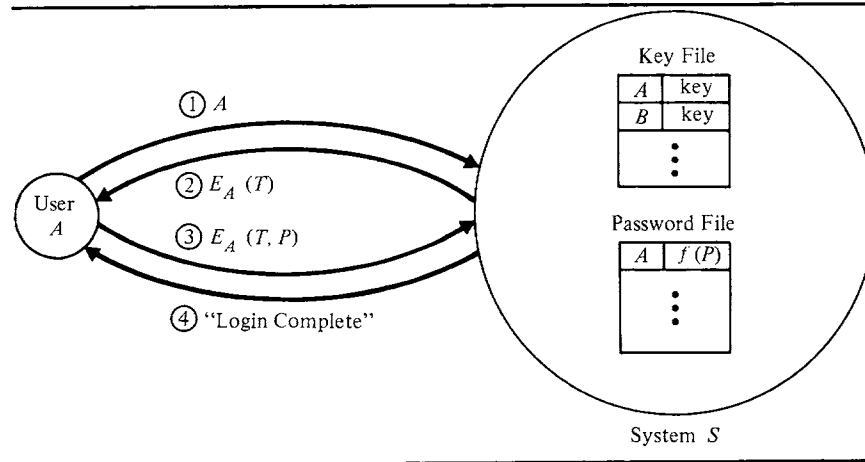 ① A
② E_A (T)
User
A
③ E_A (T, P)
④ “Login Complete”
Key File
A key
B key
Password File
A f(P)
System S